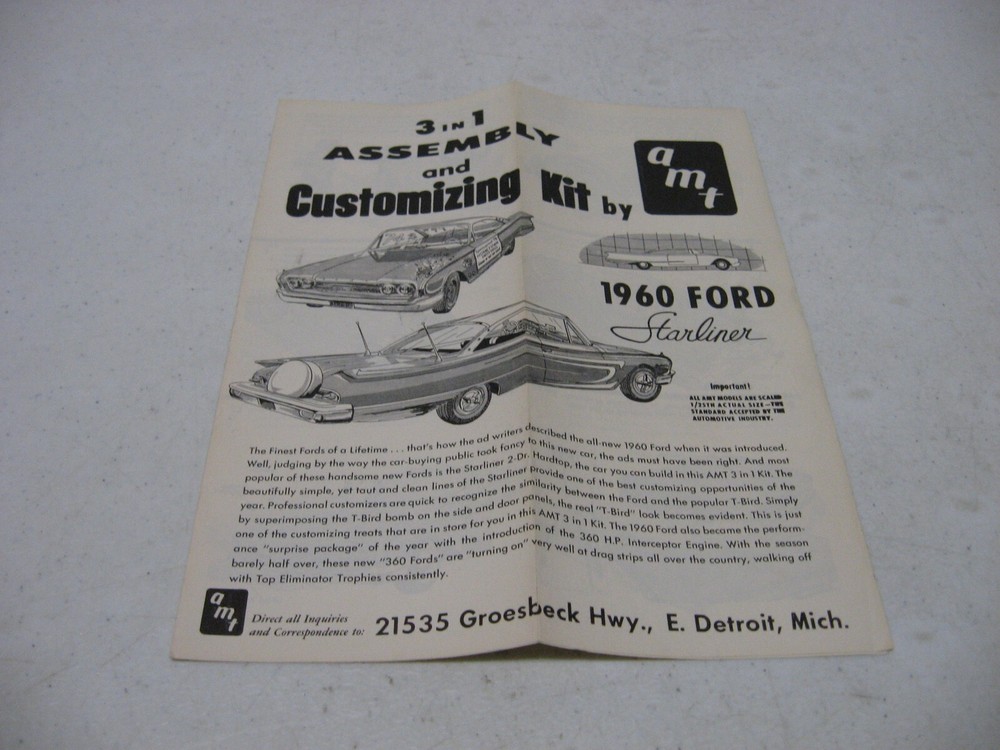 3 IN 1
ASSEMBLY
and
Customizing Kit by
amt
1960 FORD
Starliner
Important!
ALL AMT MODELS ARE SCALED
1/25TH ACTUAL SIZE—THE
STANDARD ACCEPTED BY THE
AUTOMOTIVE INDUSTRY.
The Finest Fords of a Lifetime . . . that's how the ad writers described the all-new 1960 Ford when it was introduced.
Well, judging by the way the car-buying public took fancy to this new car, the ads must have been right. And most
popular of these handsome new Fords is the Starliner 2-Dr. Hardtop, the car you can build in this AMT 3 in 1 Kit. The
beautifully simple, yet taut and clean lines of the Starliner provide one of the best customizing opportunities of the
year. Professional customizers are quick to recognize the similarity between the Ford and the popular T-Bird. Simply
by superimposing the T-Bird bomb on the side and door panels, the real "T-Bird" look becomes evident. This is just
one of the customizing treats that are in store for you in this AMT 3 in 1 Kit. The 1960 Ford also became the perform-
ance "surprise package" of the year with the introduction of the 360 H.P. Interceptor Engine. With the season
barely half over, these new "360 Fords" are "turning on" very well at drag strips all over the country, walking off
with Top Eliminator Trophies consistently.
amt
Direct all Inquiries
and Correspondence to:
21535 Groesbeck Hwy., E. Detroit, Mich.